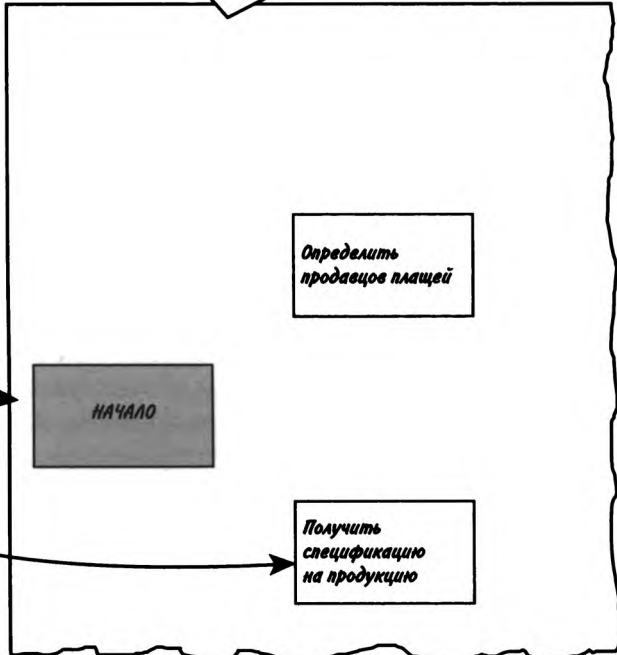 Определить
продавцов плащей
НАЧАЛО
Получить
спецификацию
на продукцию